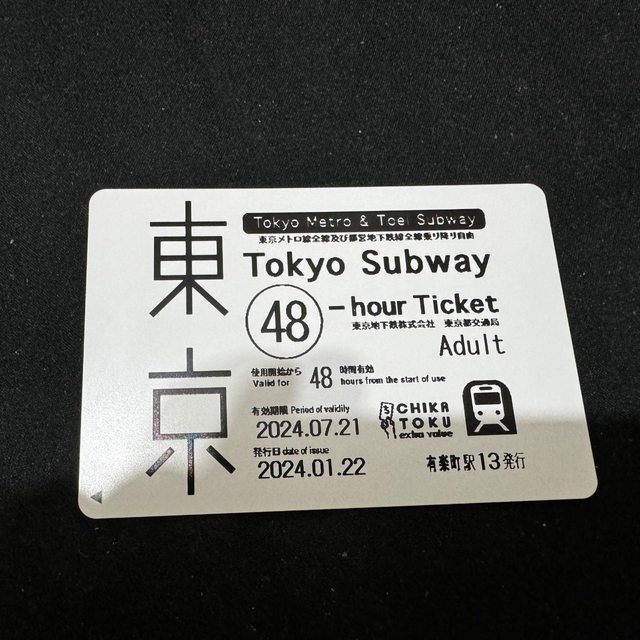 東京
Tokyo Metro & Toei Subway
東京メトロ線全線及び都営地下鉄線全線乗り降り自由
Tokyo Subway
48-hour Ticket
東京地下鉄株式会社 東京都交通局
Adult
使用開始から 48 時間有効
Valid for hours from the start of use
有効期限 Period of validity
2024.07.21
発行日 date of issue
2024.01.22
CHIKA
TOKU
extra value
有楽町駅13発行